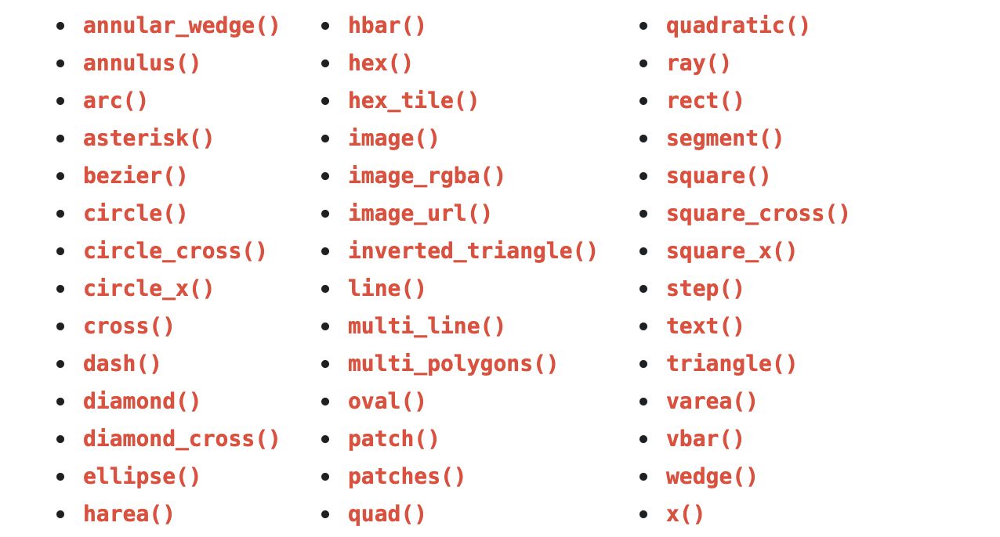 annular_wedge()
annulus()
arc()
asterisk()
bezier()
circle()
circle_cross()
circle_x()
cross()
dash()
diamond()
diamond_cross()
ellipse()
harea()
hbar()
hex()
hex_tile()
image()
image_rgba()
image_url()
inverted_triangle()
line()
multi_line()
multi_polygons()
oval()
patch()
patches()
quad()
quadratic()
ray()
rect()
segment()
square()
square_cross()
square_x()
step()
text()
triangle()
varea()
vbar()
wedge()
x()